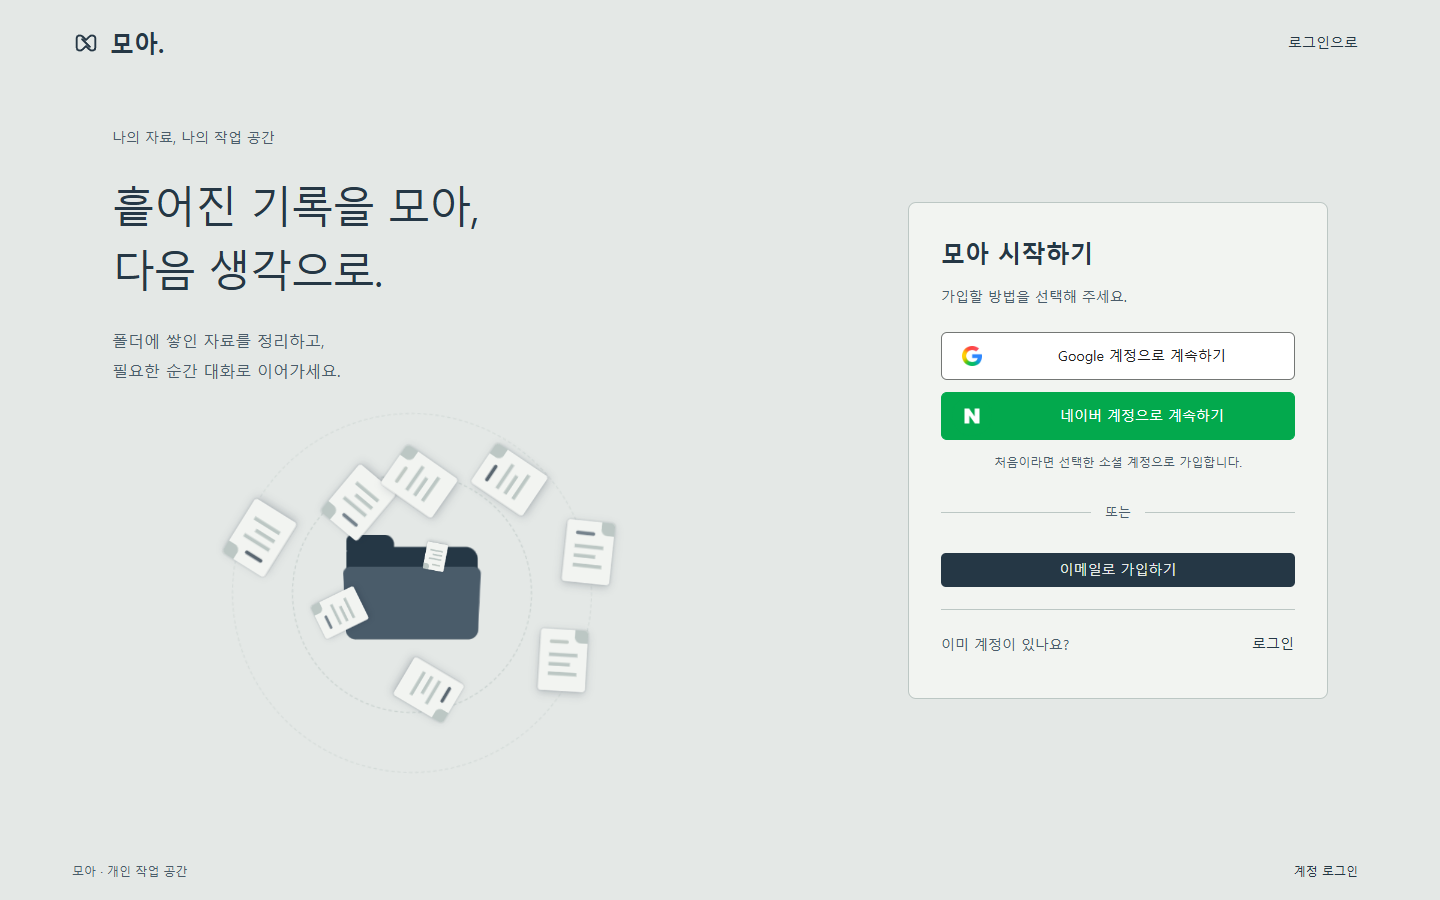 모아.
로그인으로
나의 자료, 나의 작업 공간
흩어진 기록을 모아,
다음 생각으로.
폴더에 쌓인 자료를 정리하고,
필요한 순간 대화로 이어가세요.
모아 시작하기
가입할 방법을 선택해 주세요.
Google 계정으로 계속하기
네이버 계정으로 계속하기
처음이라면 선택한 소셜 계정으로 가입합니다.
또는
이메일로 가입하기
이미 계정이 있나요?
로그인
모아 · 개인 작업 공간
계정 로그인